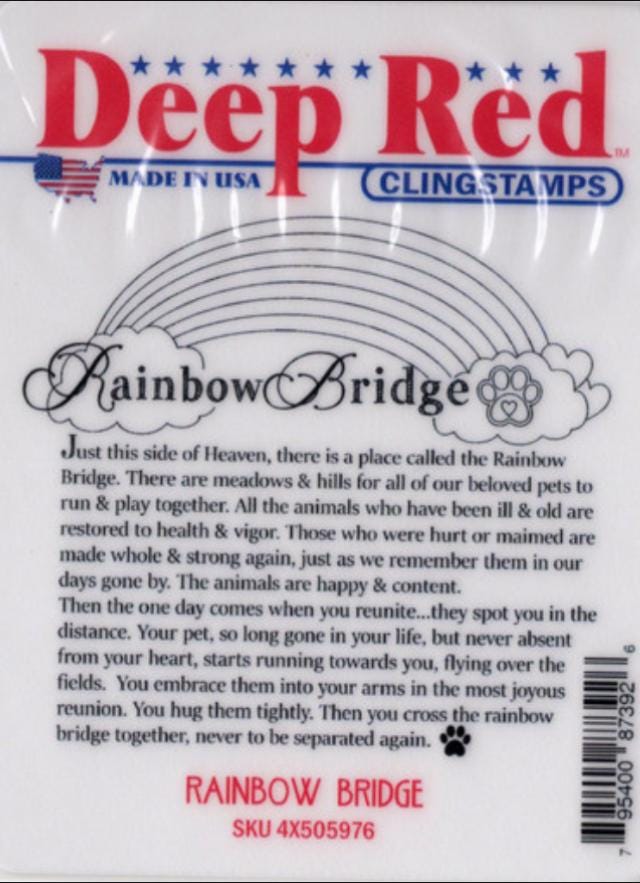 Deep Red™
MADE IN USA
CLINGSTAMPS
Rainbow Bridge
Just this side of Heaven, there is a place called the Rainbow
Bridge. There are meadows & hills for all of our beloved pets to
run & play together. All the animals who have been ill & old are
restored to health & vigor. Those who were hurt or maimed are
made whole & strong again, just as we remember them in our
days gone by. The animals are happy & content.
Then the one day comes when you reunite...they spot you in the
distance. Your pet, so long gone in your life, but never absent
from your heart, starts running towards you, flying over the
fields. You embrace them into your arms in the most joyous
reunion. You hug them tightly. Then you cross the rainbow
bridge together, never to be separated again.
RAINBOW BRIDGE
SKU 4X505976
7 95400 87392 6